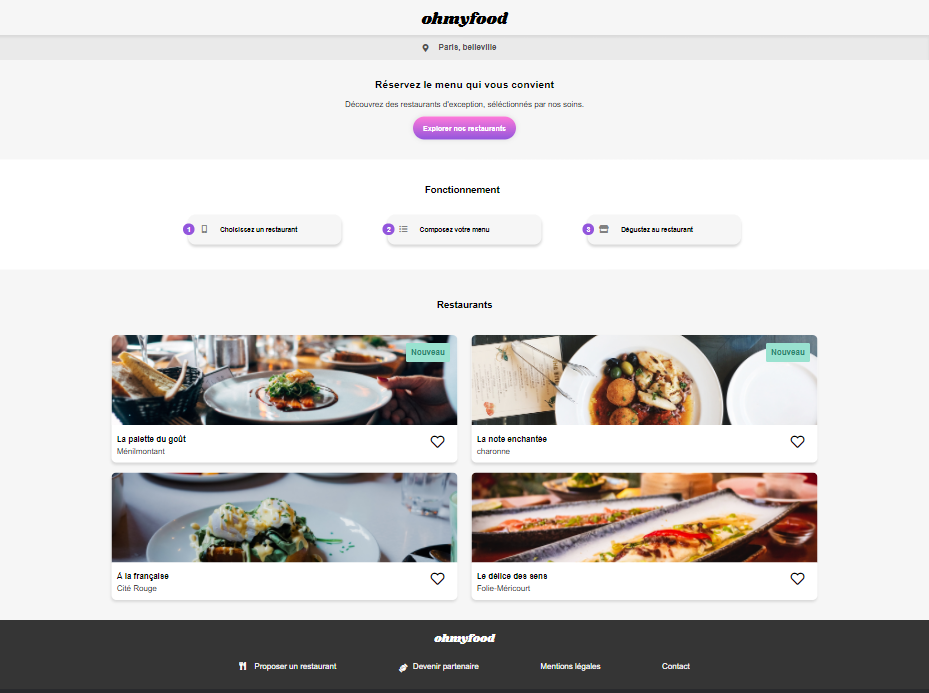 ohmyfood
Paris, belleville
Réservez le menu qui vous convient
Découvrez des restaurants d'exception, séléctionnés par nos soins.
Explorer nos restaurants
Fonctionnement
1 Choisissez un restaurant
2 Composez votre menu
3 Dégustez au restaurant
Restaurants
Nouveau
Nouveau
La palette du goût
Ménilmontant
La note enchantée
charonne
À la française
Cité Rouge
Le délice des sens
Folie-Méricourt
ohmyfood
Proposer un restaurant
Devenir partenaire
Mentions légales
Contact